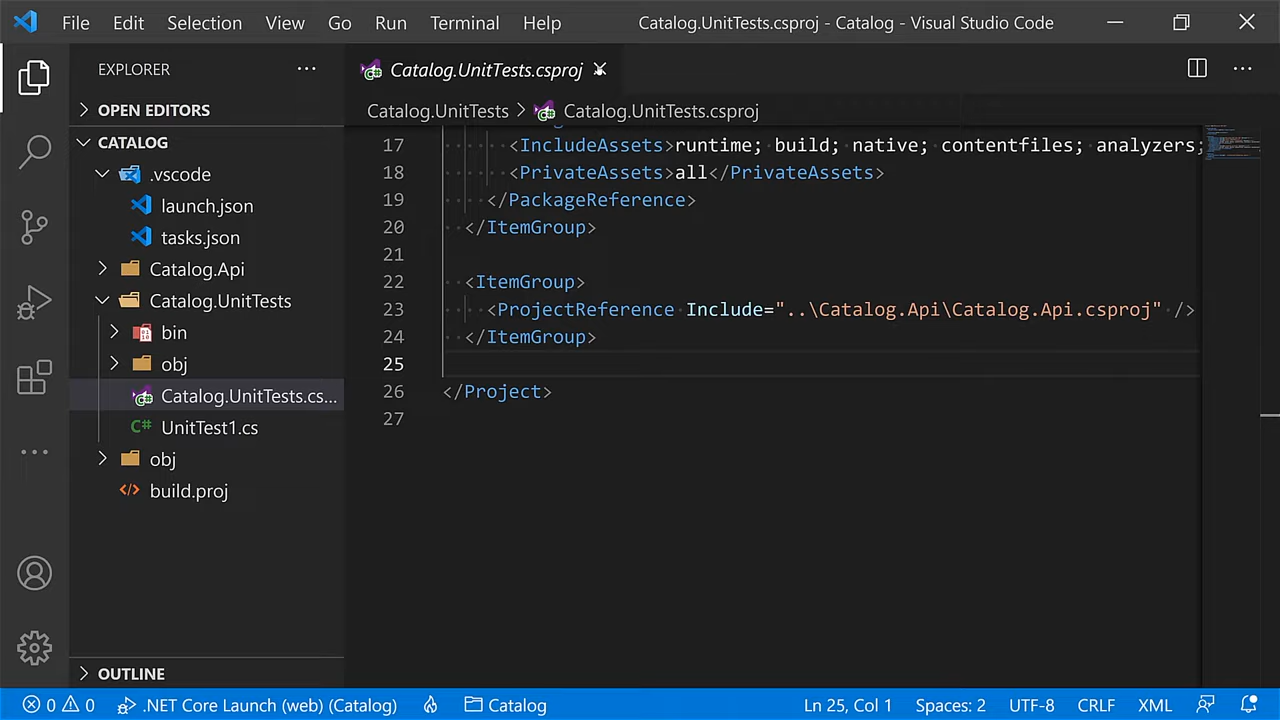 File Edit Selection View Go Run Terminal Help Catalog.UnitTests.csproj - Catalog - Visual Studio Code
EXPLORER
OPEN EDITORS
CATALOG
.vscode
launch.json
tasks.json
Catalog.Api
Catalog.UnitTests
bin
obj
Catalog.UnitTests.cs...
UnitTest1.cs
obj
build.proj
OUTLINE
Catalog.UnitTests.csproj
Catalog.UnitTests > Catalog.UnitTests.csproj
17 <IncludeAssets>runtime; build; native; contentfiles; analyzers;
18 <PrivateAssets>all</PrivateAssets>
19 </PackageReference>
20 </ItemGroup>
21
22 <ItemGroup>
23 <ProjectReference Include="..\Catalog.Api\Catalog.Api.csproj" />
24 </ItemGroup>
25
26 </Project>
27
0 0 .NET Core Launch (web) (Catalog) Catalog Ln 25, Col 1 Spaces: 2 UTF-8 CRLF XML